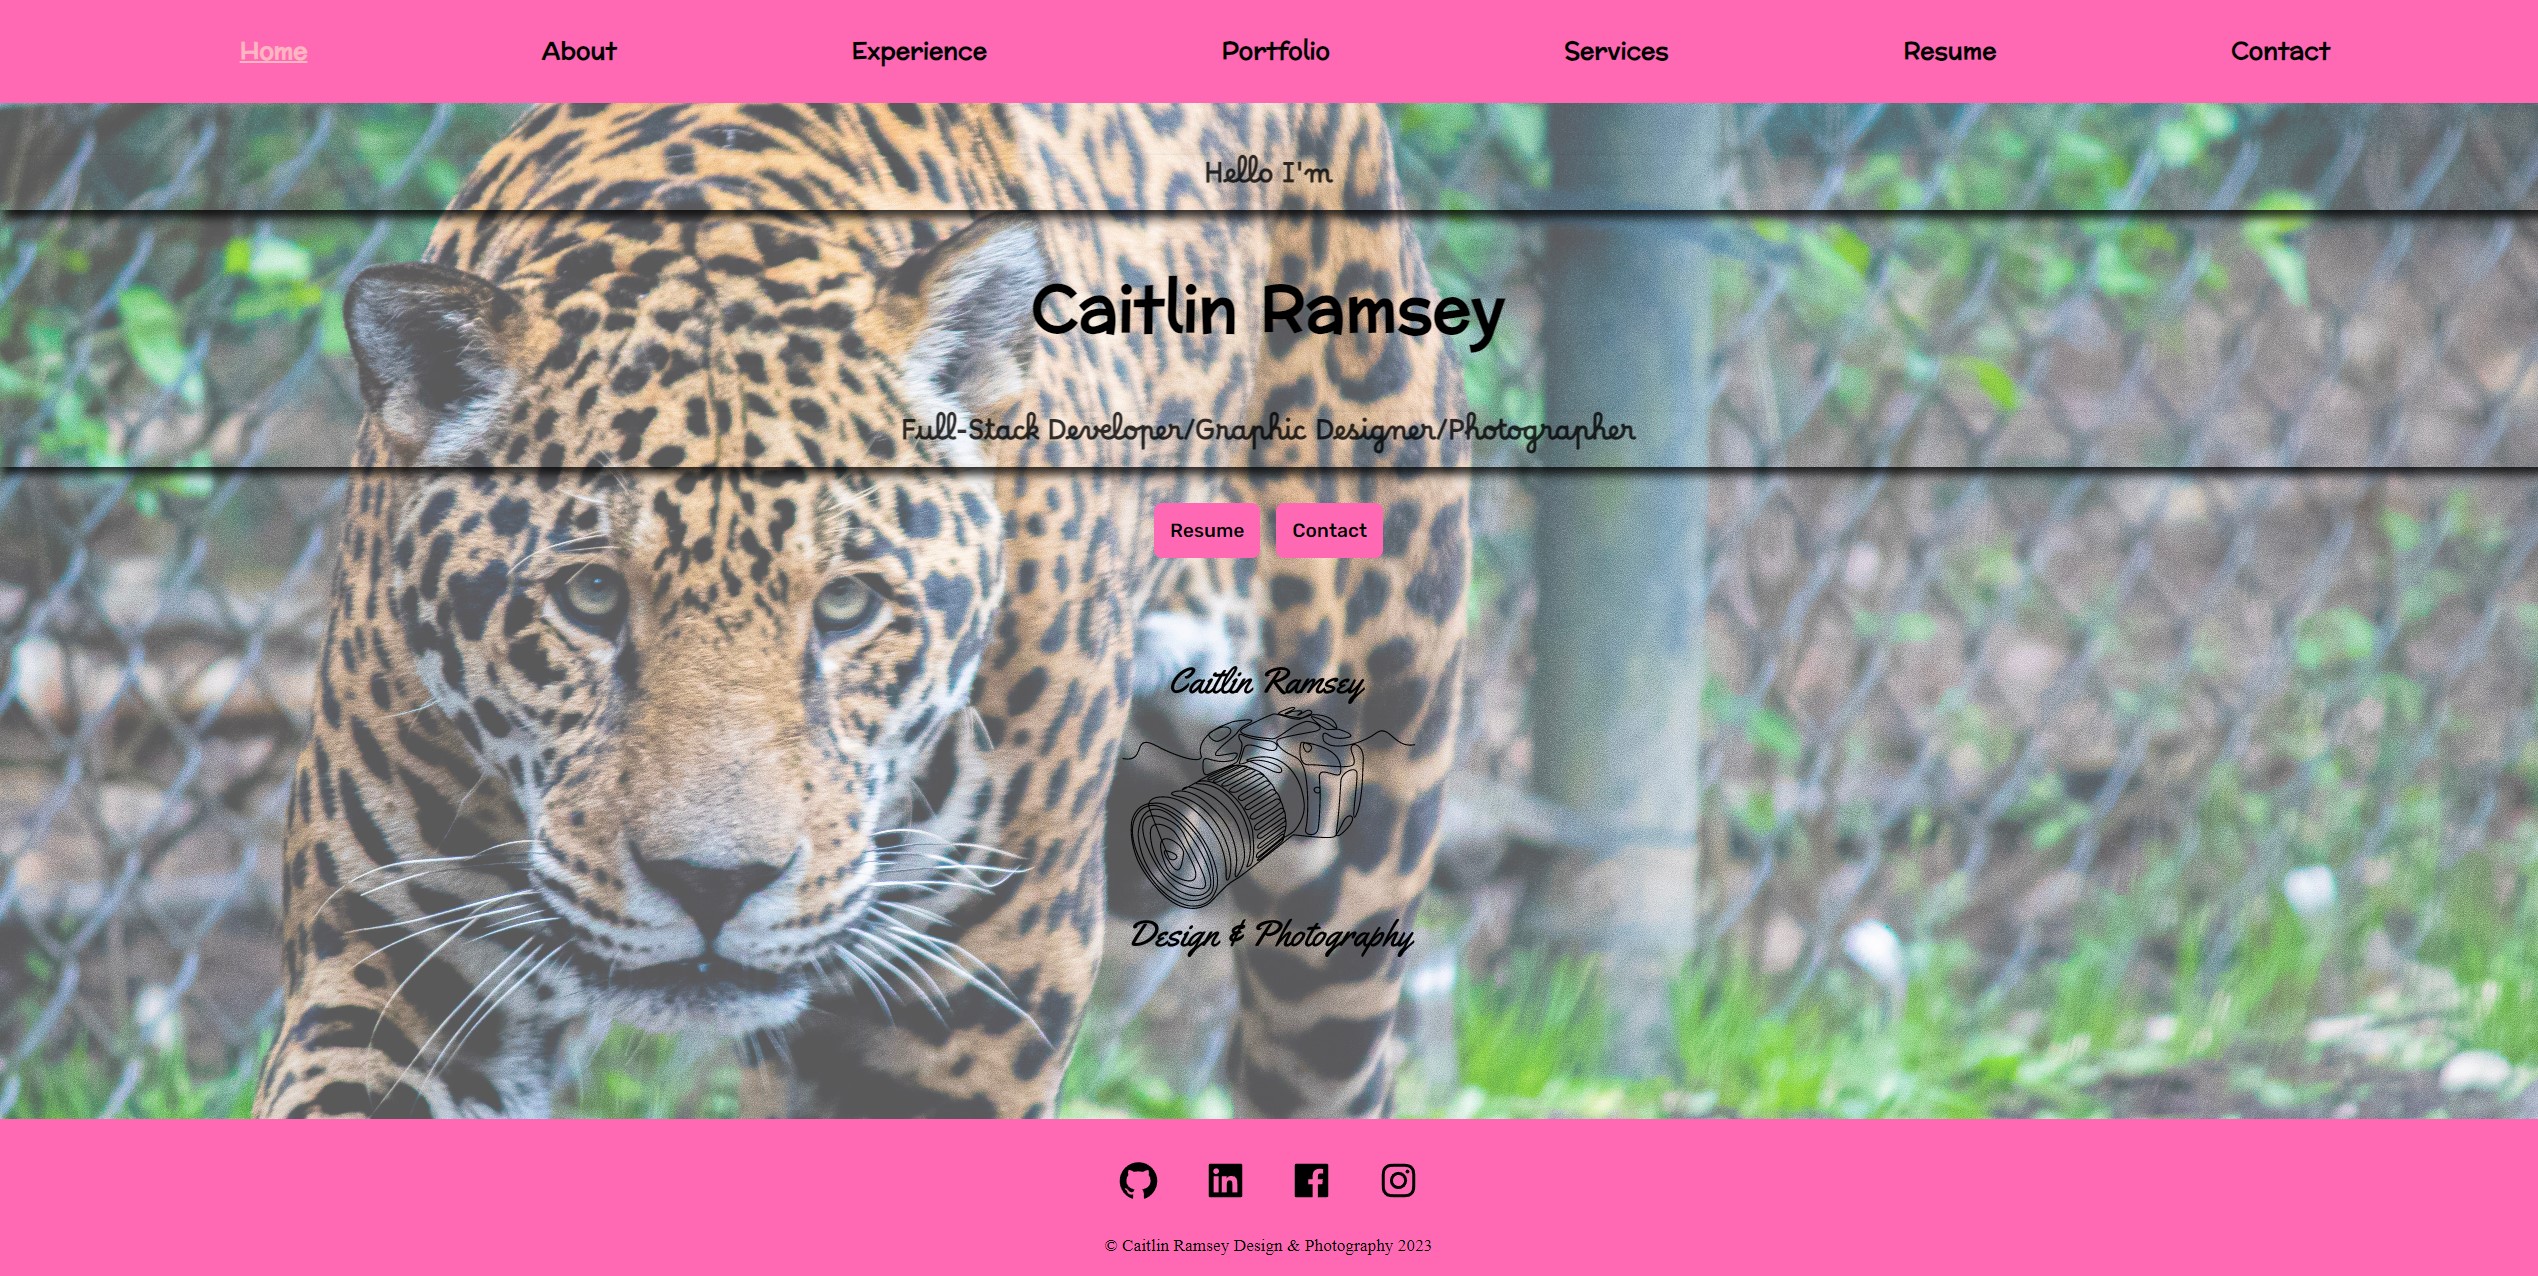 Home About Experience Portfolio Services Resume Contact
Hello I'm
Caitlin Ramsey
Full-Stack Developer/Graphic Designer/Photographer
Resume Contact
Caitlin Ramsey
Design & Photography
© Caitlin Ramsey Design & Photography 2023